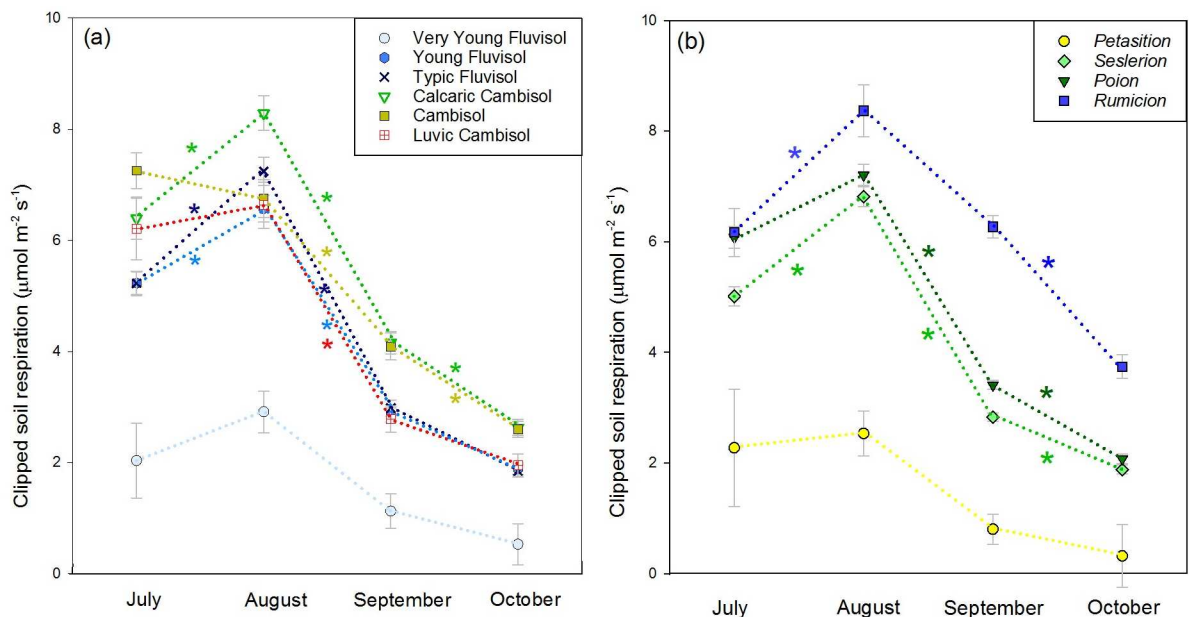 (a)
Clipped soil respiration (μmol m⁻² s⁻¹)
10
8
6
4
2
0
Very Young Fluvisol
Young Fluvisol
Typic Fluvisol
Calcaric Cambisol
Cambisol
Luvic Cambisol
* * * * * * * * * *
July August September October
(b)
Clipped soil respiration (μmol m⁻² s⁻¹)
10
8
6
4
2
0
Petasition
Seslerion
Poion
Rumicion
* * * * * * *
July August September October